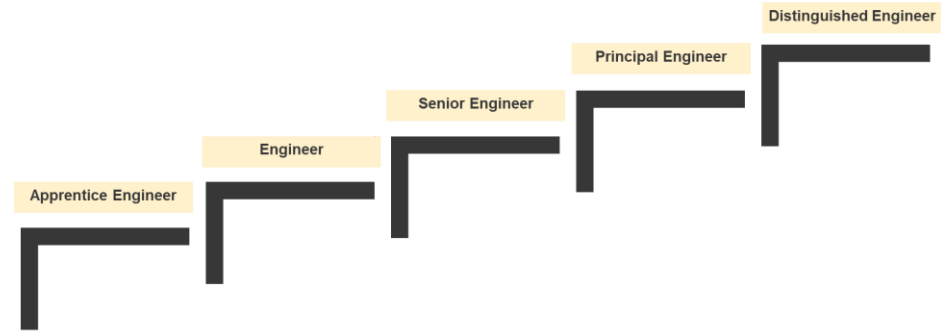 Distinguished Engineer
Principal Engineer
Senior Engineer
Engineer
Apprentice Engineer